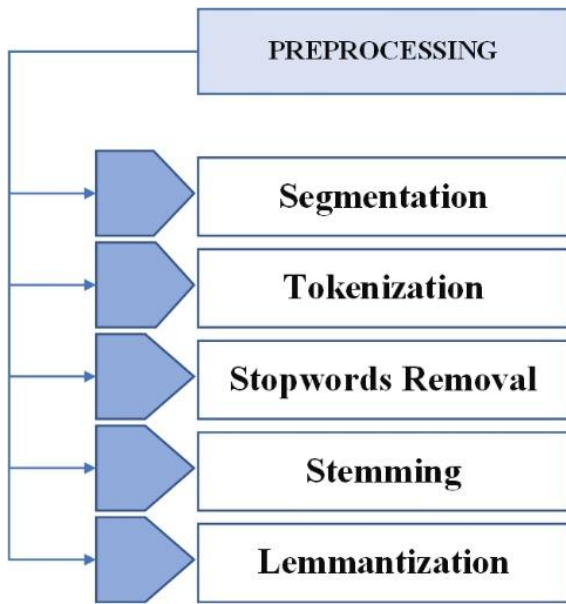 PREPROCESSING
Segmentation
Tokenization
Stopwords Removal
Stemming
Lemmantization